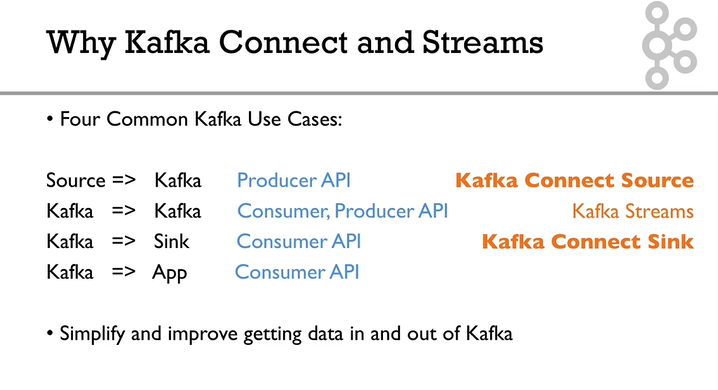 Why Kafka Connect and Streams
• Four Common Kafka Use Cases:
Source => Kafka Producer API Kafka Connect Source
Kafka => Kafka Consumer, Producer API Kafka Streams
Kafka => Sink Consumer API Kafka Connect Sink
Kafka => App Consumer API
• Simplify and improve getting data in and out of Kafka